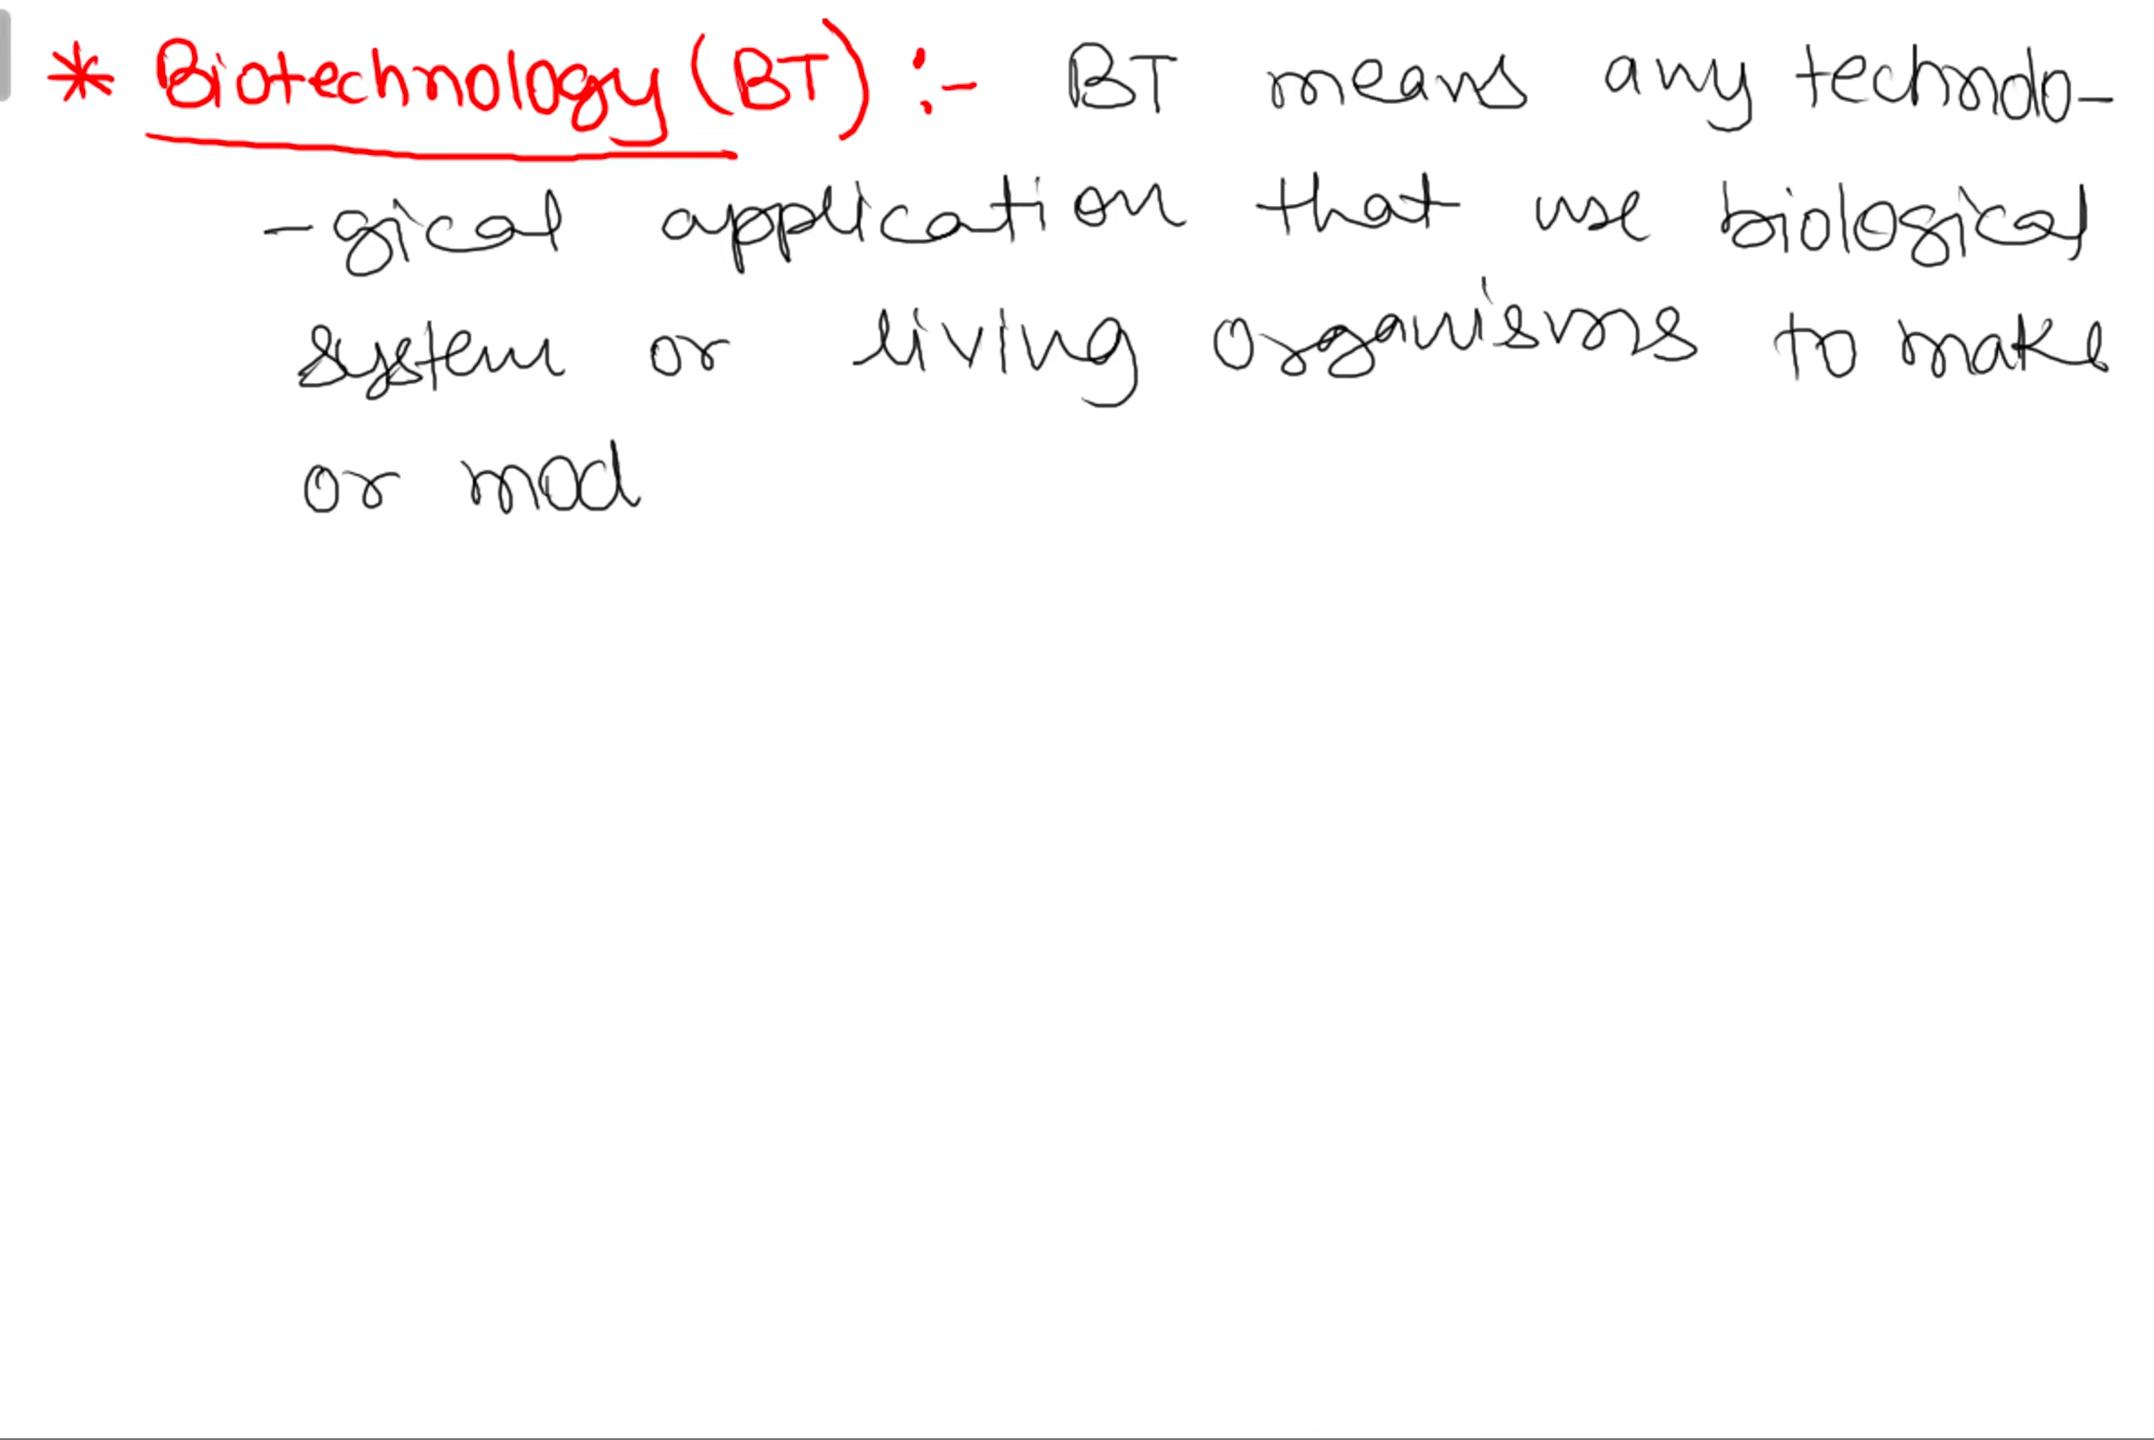 * Biotechnology (BT) :- BT means any technolo-
-gical application that use biological
system or living organisms to make
or mod